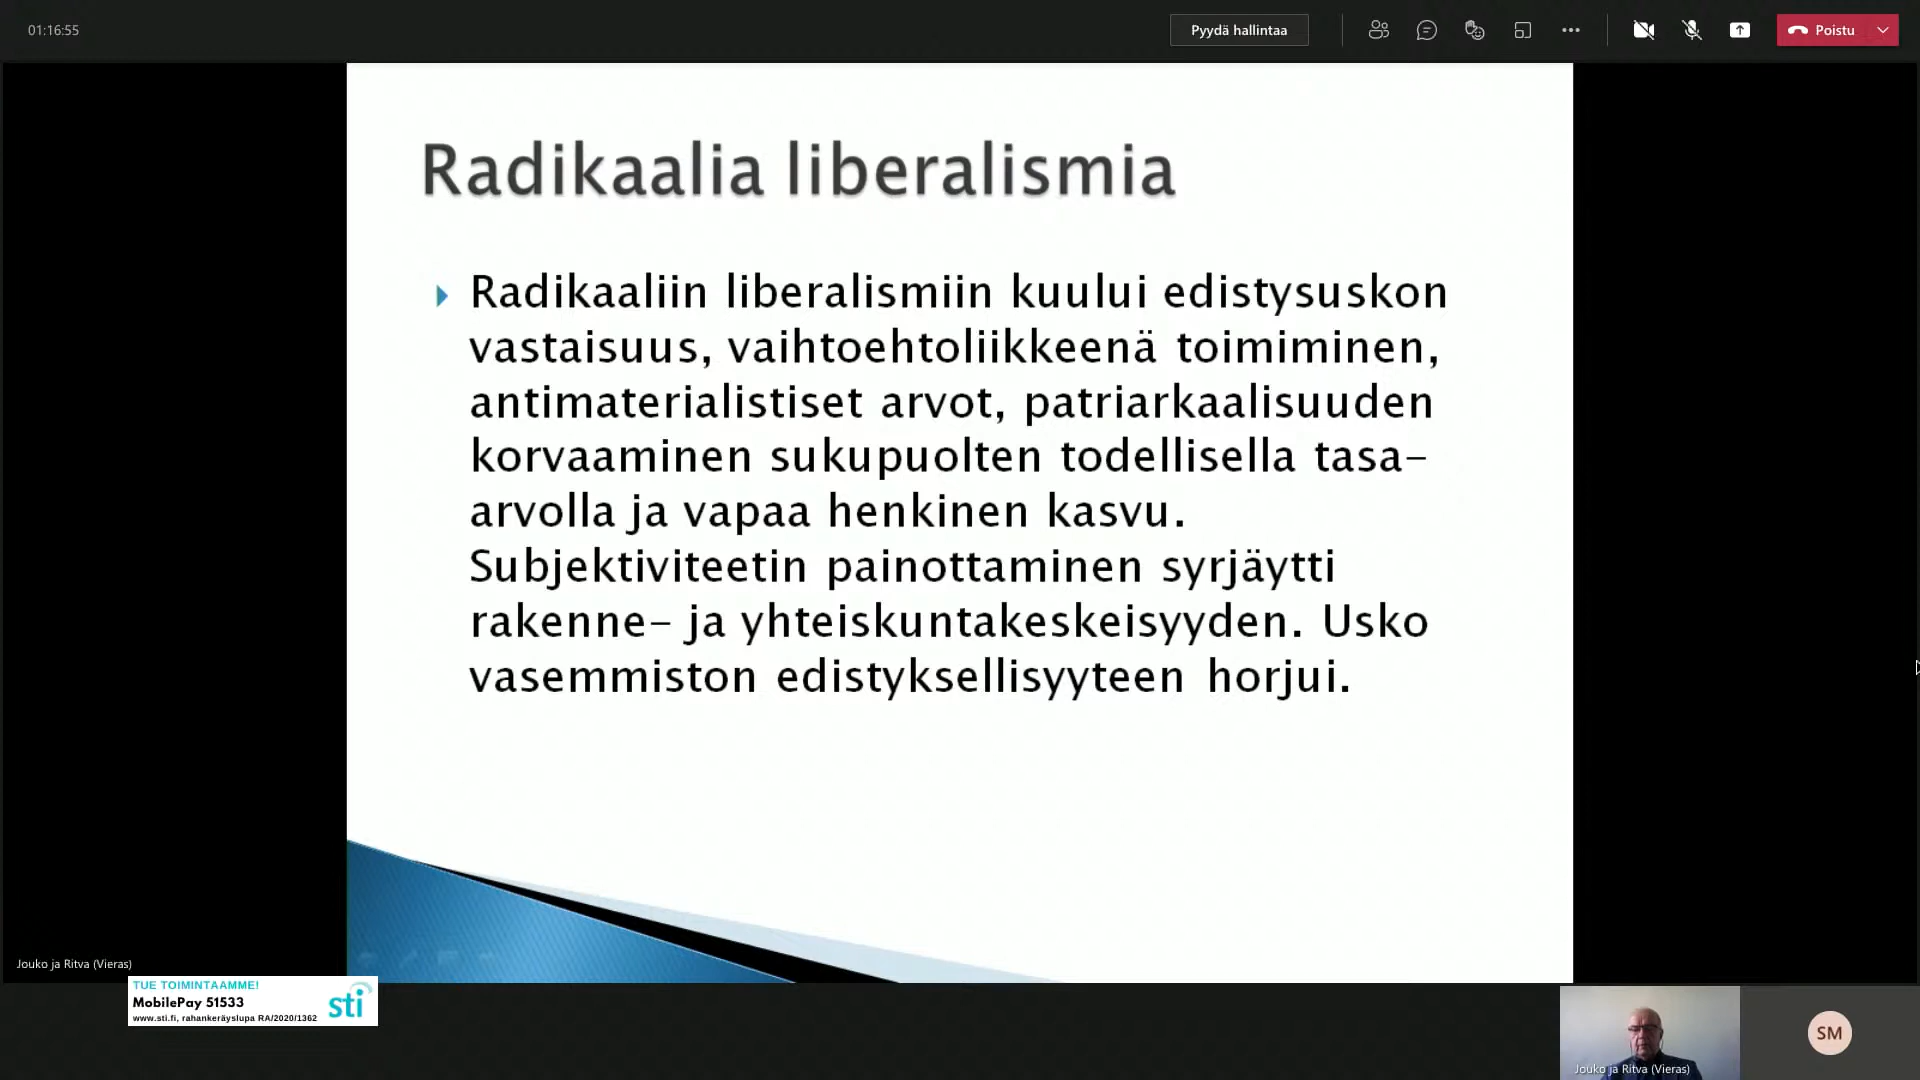 01:16:55
Pyydä hallintaa
Poistu
Radikaalia liberalismia
Radikaaliin liberalismiin kuului edistysuskon
vastaisuus, vaihtoehtoliikkeenä toimiminen,
antimaterialistiset arvot, patriarkaalisuuden
korvaaminen sukupuolten todellisella tasa-
arvolla ja vapaa henkinen kasvu.
Subjektiviteetin painottaminen syrjäytti
rakenne- ja yhteiskuntakeskeisyyden. Usko
vasemmiston edistyksellisyyteen horjui.
Jouko ja Ritva (Vieras)
TUE TOIMINTAAMME!
MobilePay 51533
www.sti.fi, rahankeräyslupa RA/2020/1362
sti
SM
Jouko ja Ritva (Vieras)